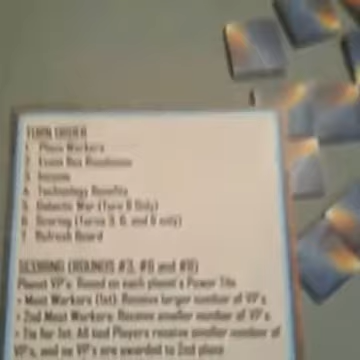 TURN ORDER
1. Place Workers
2.
3. Income
4. Technology Benefits
5. Galactic War (Turn 8 Only)
6. Scoring (Turns 3, 6, and 8 only)
7. Refresh Board
SCORING (ROUNDS #3, #6 and #8)
Planet VP's: Based on each planet's Power Tile
• Most Workers (1st): Receive larger number of VP's
• 2nd Most Workers: Receive smaller number of VP's
• Tie for 1st: All tied Players receive smaller number of
VP's, and no VP's are awarded to 2nd place